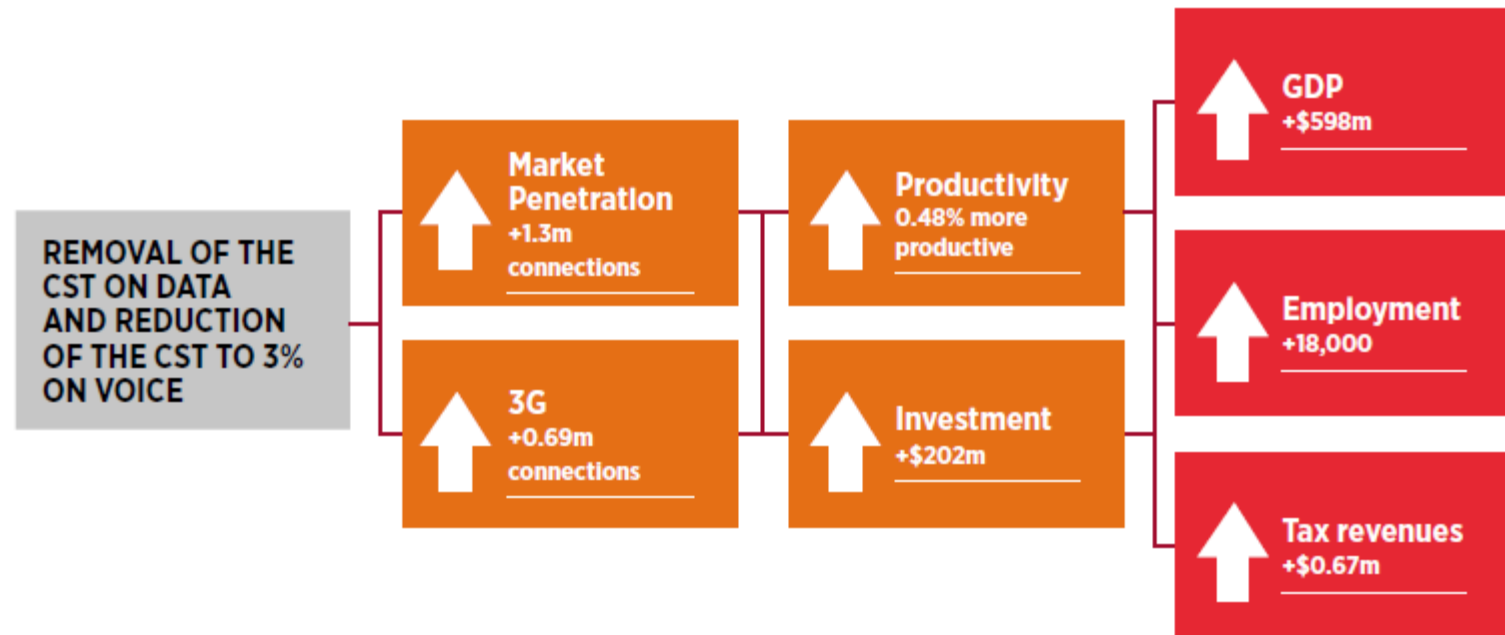 REMOVAL OF THE
CST ON DATA
AND REDUCTION
OF THE CST TO 3%
ON VOICE
Market
Penetration
+1.3m
connections
3G
+0.69m
connections
Productivity
0.48% more
productive
Investment
+$202m
GDP
+$598m
Employment
+18,000
Tax revenues
+$0.67m